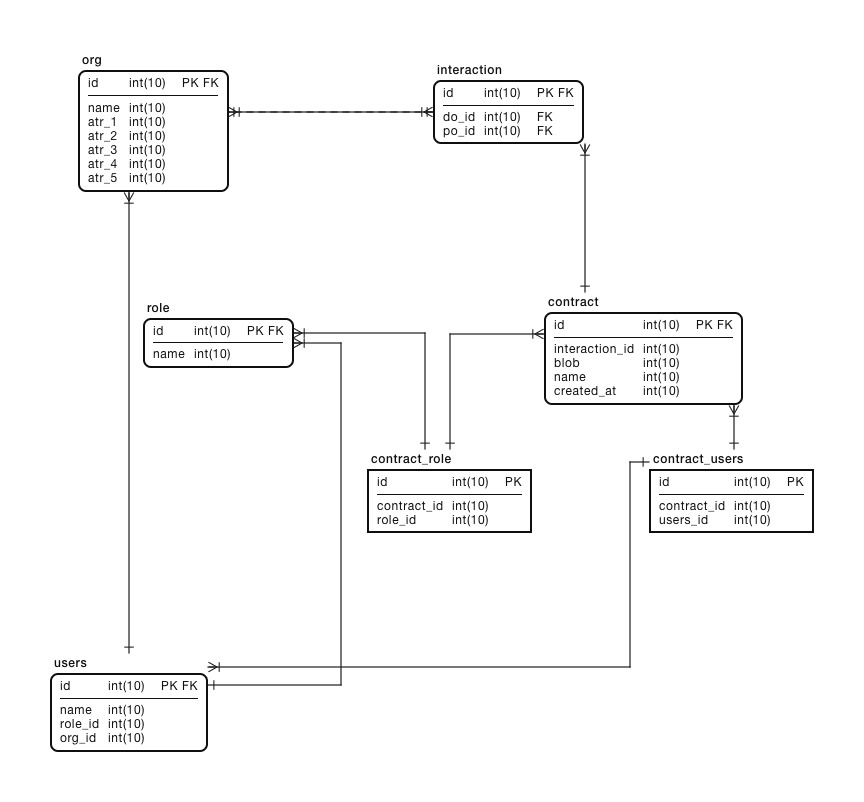 org
id int(10) PK FK
name int(10)
atr_1 int(10)
atr_2 int(10)
atr_3 int(10)
atr_4 int(10)
atr_5 int(10)
interaction
id int(10) PK FK
do_id int(10) FK
po_id int(10) FK
role
id int(10) PK FK
name int(10)
contract
id int(10) PK FK
interaction_id int(10)
blob int(10)
name int(10)
created_at int(10)
contract_role
id int(10) PK
contract_id int(10)
role_id int(10)
contract_users
id int(10) PK
contract_id int(10)
users_id int(10)
users
id int(10) PK FK
name int(10)
role_id int(10)
org_id int(10)